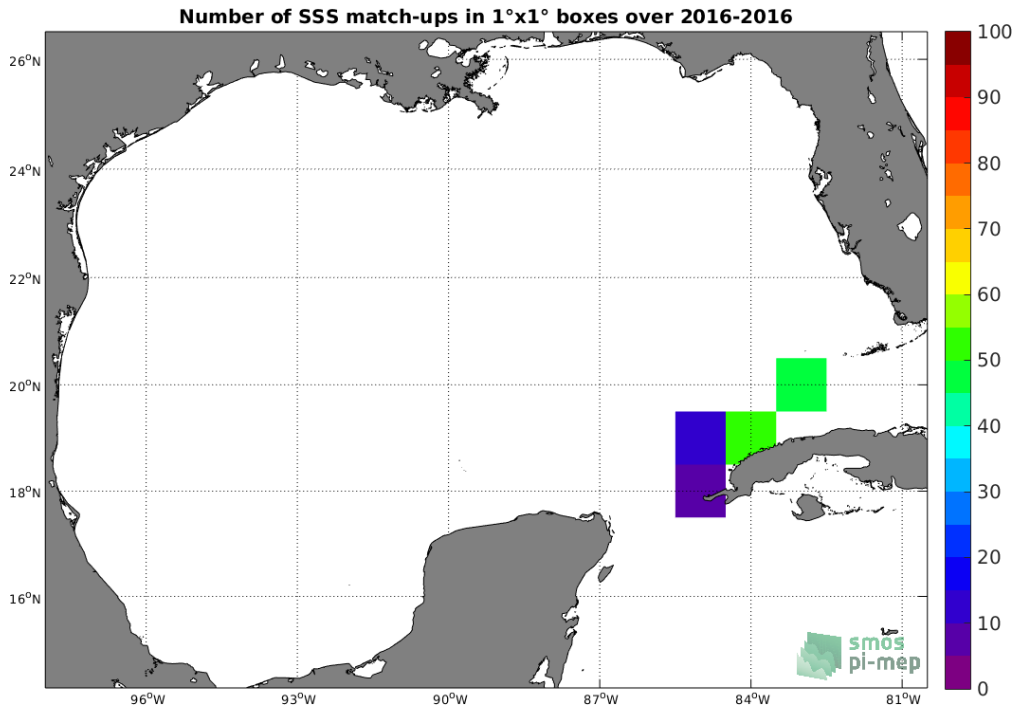 Number of SSS match-ups in 1°x1° boxes over 2016-2016
26°N
24°N
22°N
20°N
18°N
16°N
96°W
93°W
90°W
87°W
84°W
81°W
100
90
80
70
60
50
40
30
20
10
0
smos
pi-mep